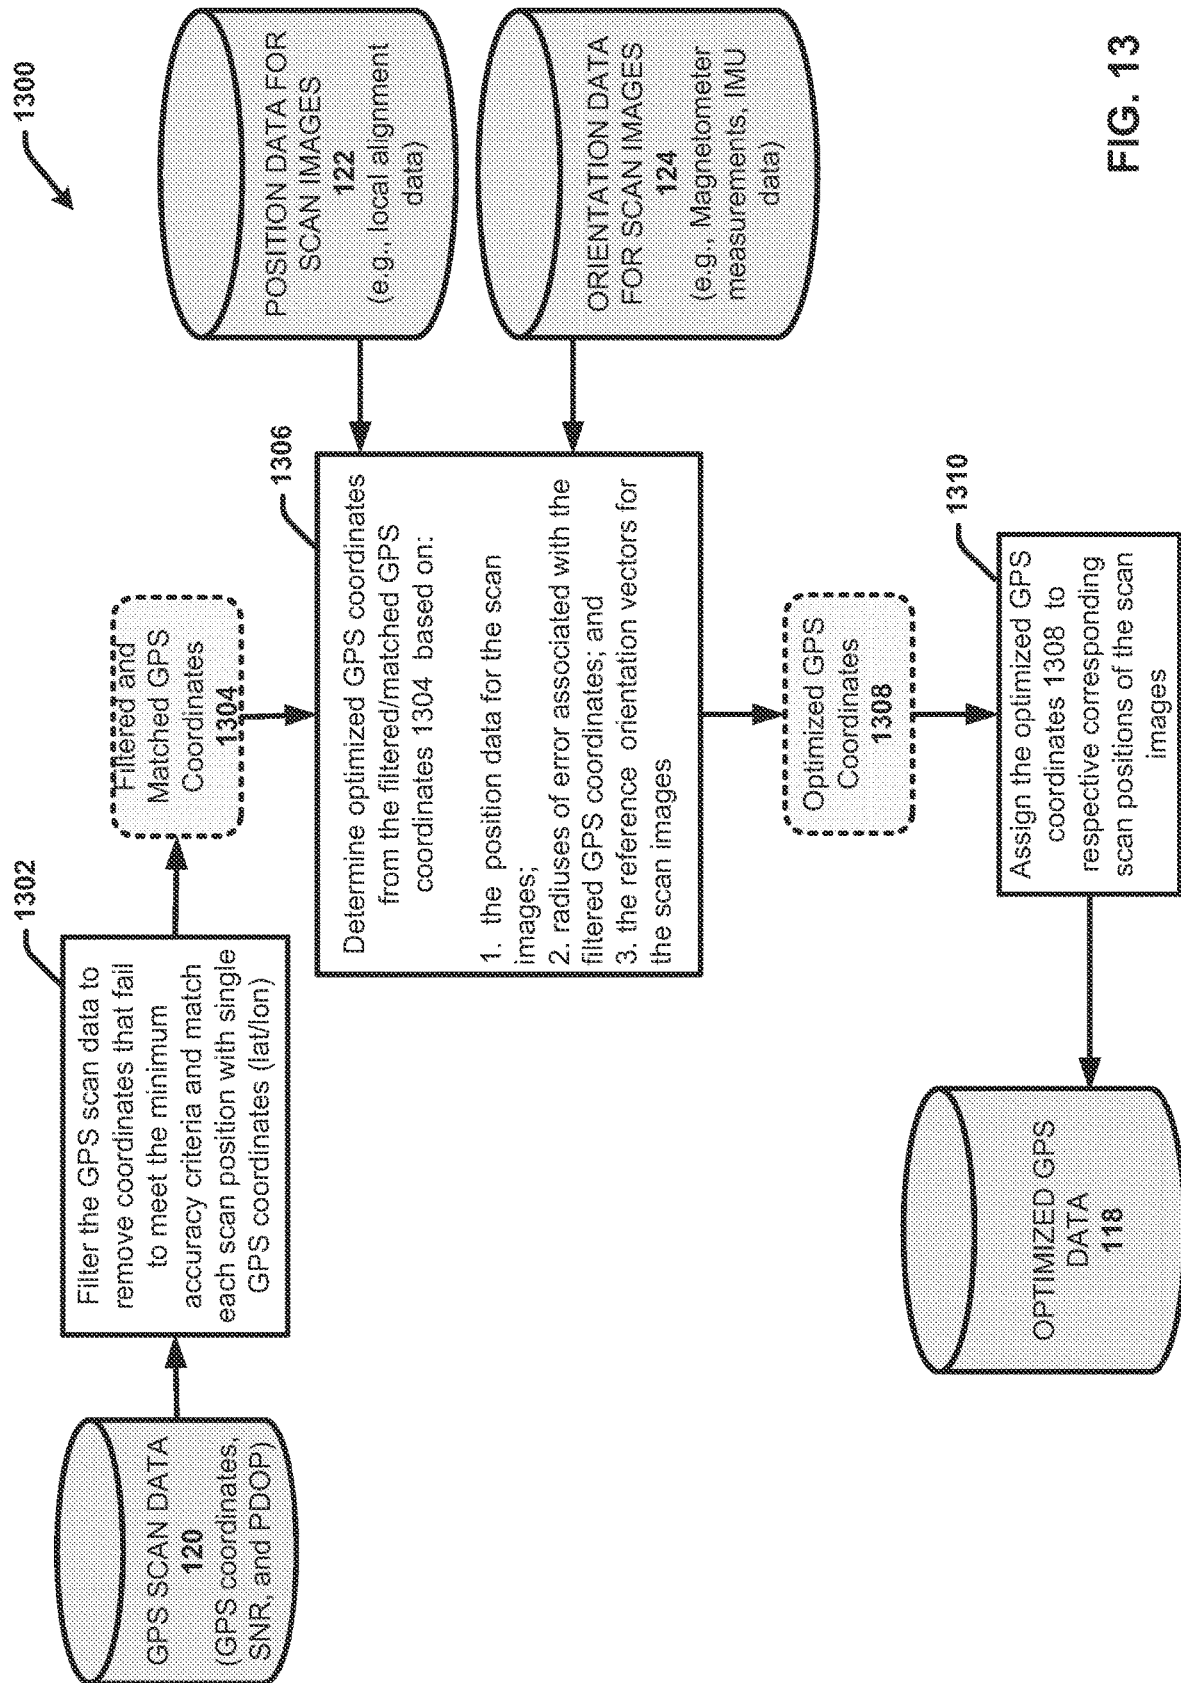 1300
GPS SCAN DATA
120
(GPS coordinates,
SNR, and PDOP)
1302
Filter the GPS scan data to
remove coordinates that fail
to meet the minimum
accuracy criteria and match
each scan position with single
GPS coordinates (lat/lon)
Filtered and
Matched GPS
Coordinates
1304
POSITION DATA FOR
SCAN IMAGES
122
(e.g., local alignment
data)
1306
Determine optimized GPS coordinates
from the filtered/matched GPS
coordinates 1304 based on:
1. the position data for the scan
images;
2. radiuses of error associated with the
filtered GPS coordinates; and
3. the reference orientation vectors for
the scan images
ORIENTATION DATA
FOR SCAN IMAGES
124
(e.g., Magnetometer
measurements, IMU
data)
Optimized GPS
Coordinates
1308
1310
Assign the optimized GPS
coordinates 1308 to
respective corresponding
scan positions of the scan
images
OPTIMIZED GPS
DATA
118
FIG. 13